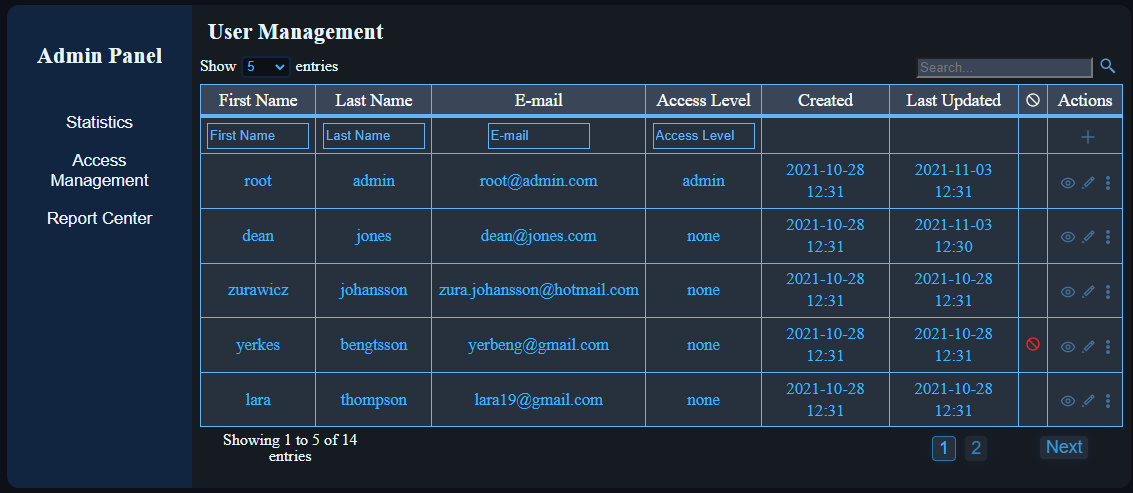 Admin Panel
Statistics
Access
Management
Report Center
User Management
Show 5 entries
Search...
First Name Last Name E-mail Access Level Created Last Updated Actions
First Name Last Name E-mail Access Level
root admin root@admin.com admin 2021-10-28 12:31 2021-11-03 12:31
dean jones dean@jones.com none 2021-10-28 12:31 2021-11-03 12:30
zurawicz johansson zura.johansson@hotmail.com none 2021-10-28 12:31 2021-10-28 12:31
yerkes bengtsson yerbeng@gmail.com none 2021-10-28 12:31 2021-10-28 12:31
lara thompson lara19@gmail.com none 2021-10-28 12:31 2021-10-28 12:31
Showing 1 to 5 of 14
entries
1 2 Next